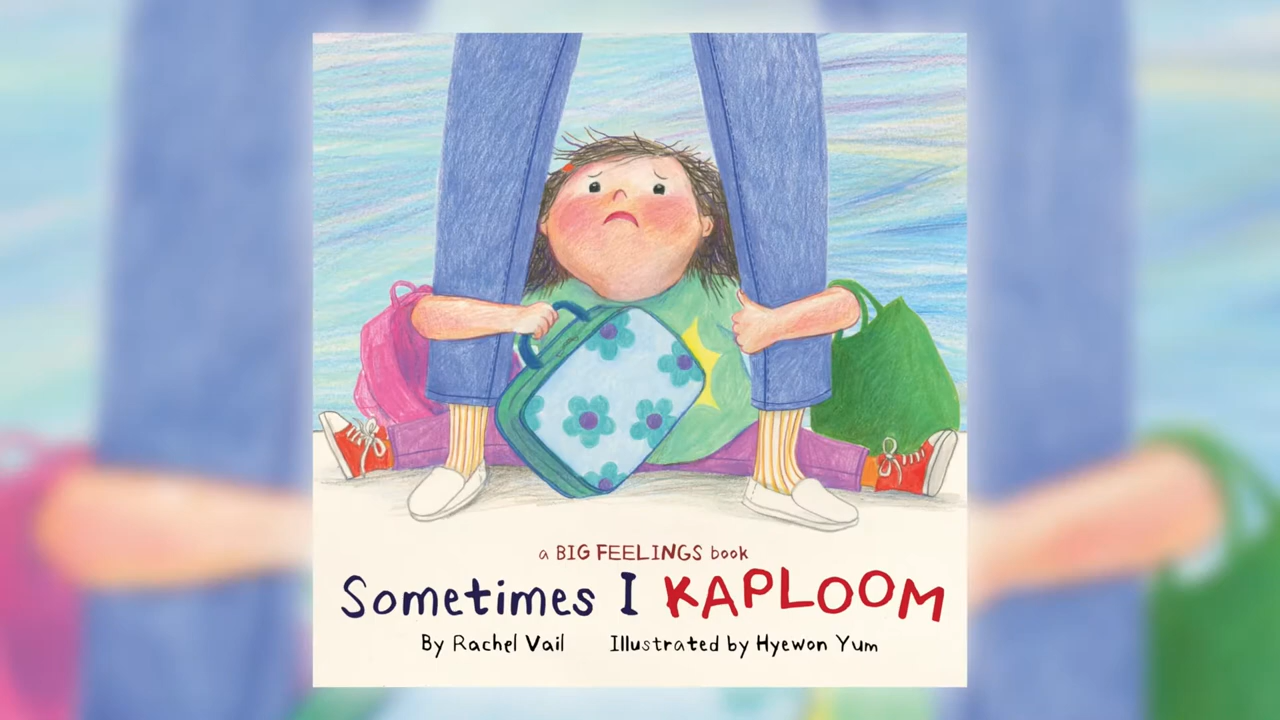 a BIG FEELINGS book
Sometimes I KAPLOOM
By Rachel Vail Illustrated by Hyewon Yum